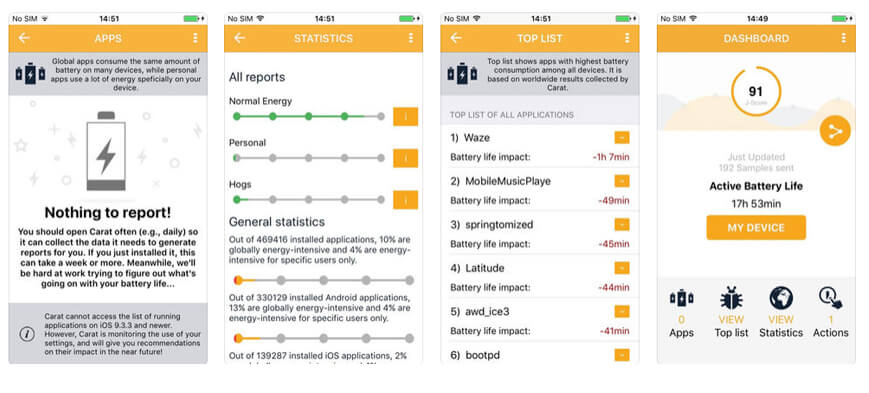 No SIM 14:51
APPS
Global apps consume the same amount of
battery on many devices, while personal
apps use a lot of energy speficially on your
device.
Nothing to report!
You should open Carat often (e.g., daily) so
it can collect the data it needs to generate
reports for you. If you just installed it, this
can take a week or more. Meanwhile, we'll
be hard at work trying to figure out what's
going on with your battery life...
Carat cannot access the list of running
applications on iOS 9.3.3 and newer.
However, Carat is monitoring the use of your
settings, and will give you recommendations
on their impact in the near future!
No SIM 14:51
STATISTICS
All reports
Normal Energy
Personal
Hogs
General statistics
Out of 469416 installed applications, 10% are
globally energy-intensive and 4% are energy-
intensive for specific users only.
Out of 330129 installed Android applications,
13% are globally energy-intensive and 4% are
energy-intensive for specific users only.
Out of 139287 installed iOS applications, 2%
No SIM 14:51
TOP LIST
Top list shows apps with highest battery
consumption among all devices. It is
based on worldwide results collected by
Carat.
TOP LIST OF ALL APPLICATIONS
1) Waze
Battery life impact: -1h 7min
2) MobileMusicPlaye
Battery life impact: -49min
3) springtomized
Battery life impact: -45min
4) Latitude
Battery life impact: -44min
5) awd_ice3
Battery life impact: -41min
6) bootpd
No SIM 14:49
DASHBOARD
91
J-Score
Just Updated
192 Samples sent
Active Battery Life
17h 53min
MY DEVICE
0 VIEW VIEW 1
Apps Top list Statistics Actions